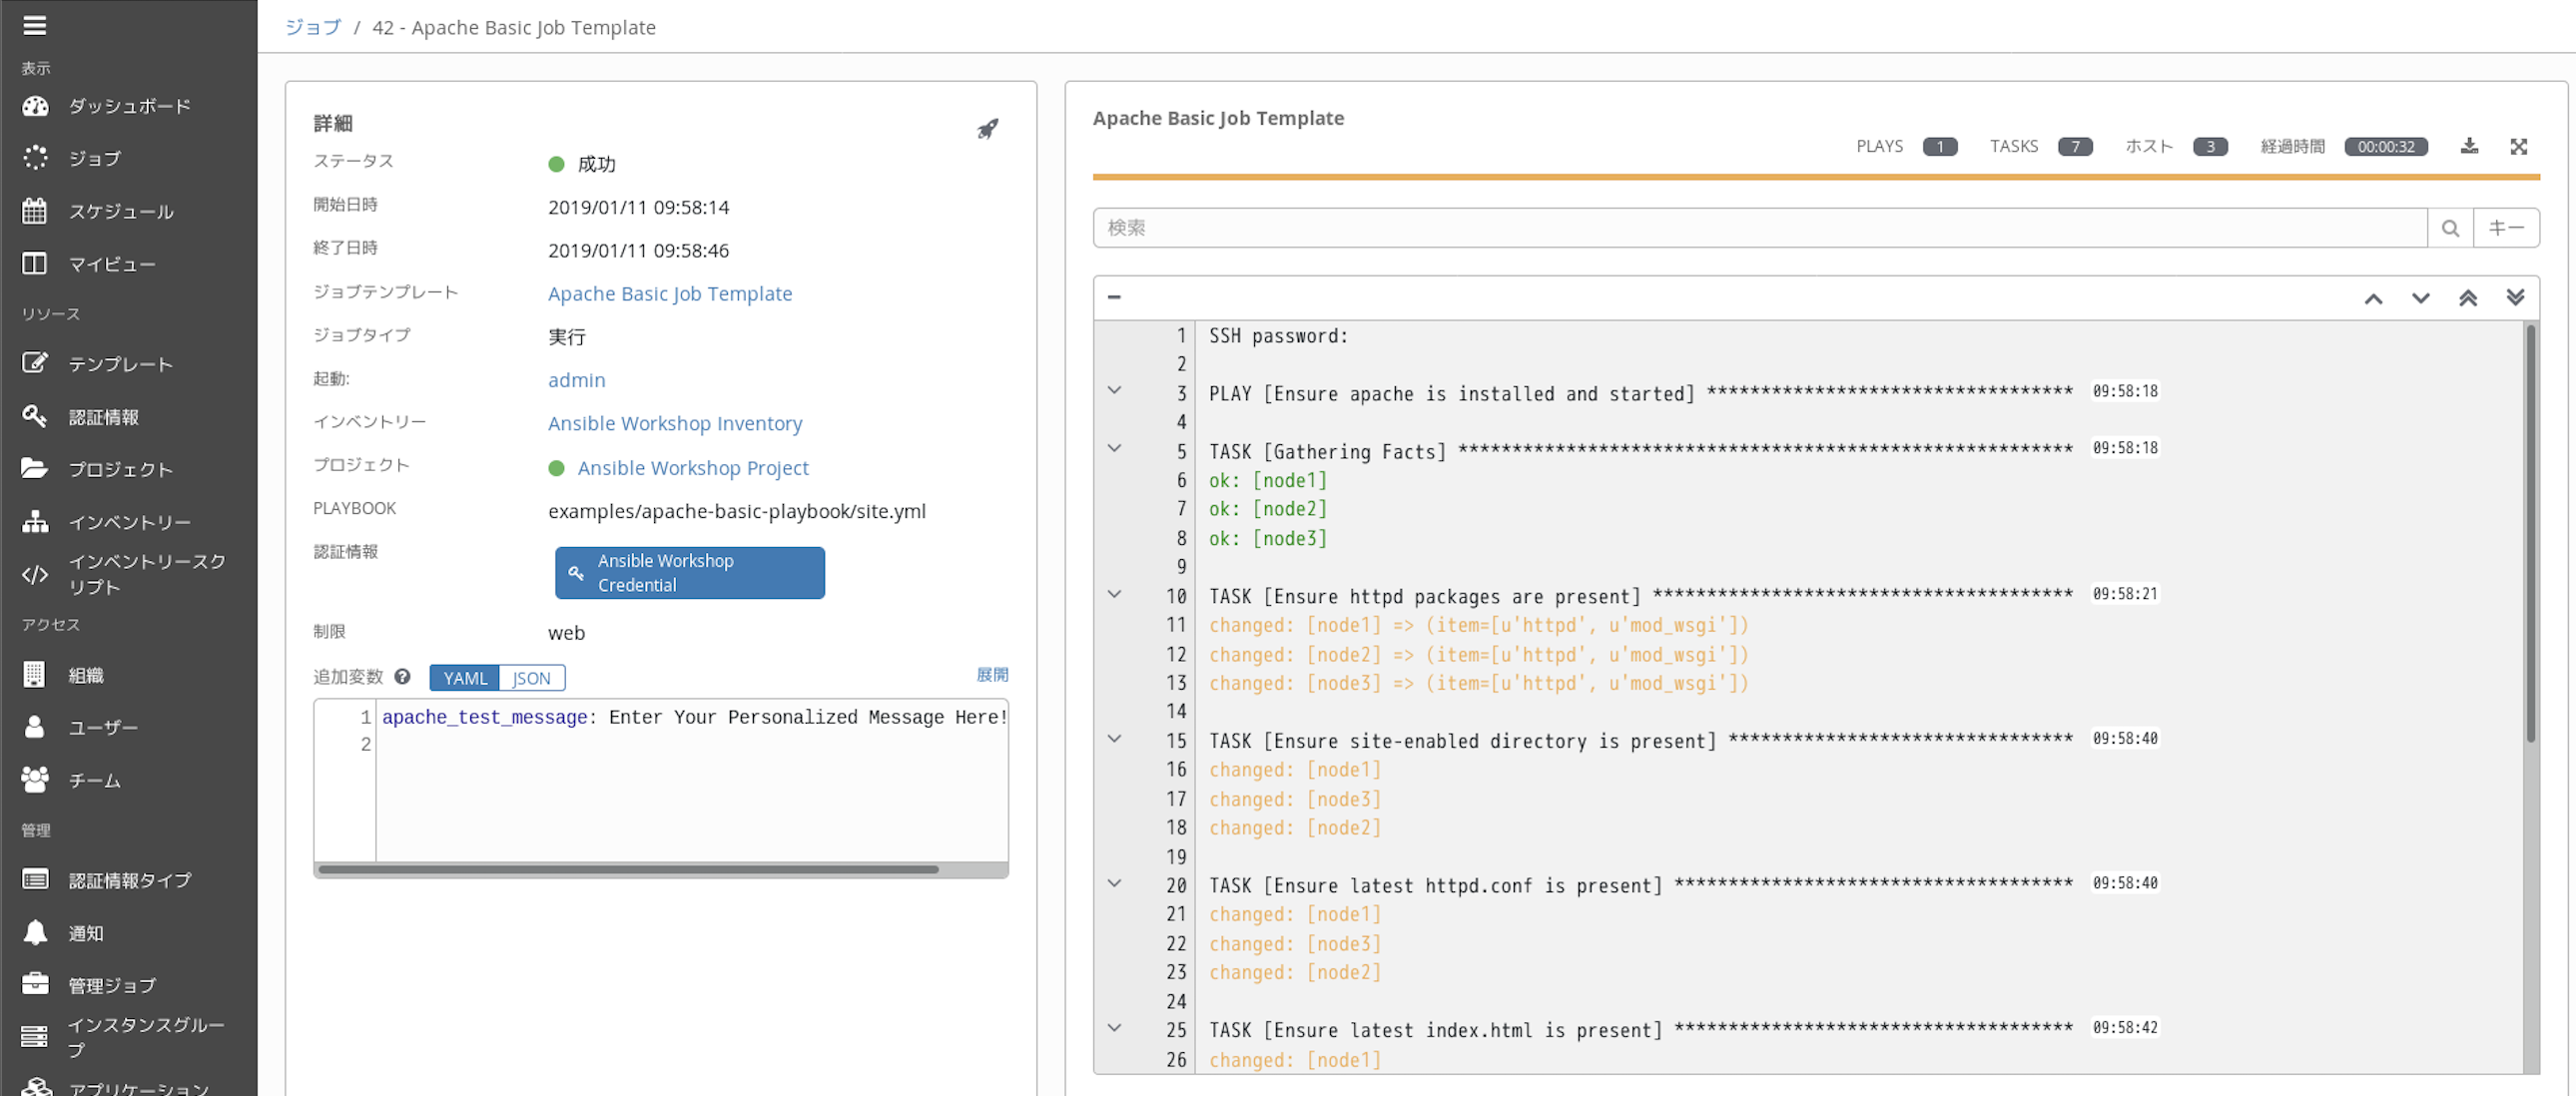 ジョブ / 42 - Apache Basic Job Template
表示
ダッシュボード
ジョブ
スケジュール
マイビュー
リソース
テンプレート
認証情報
プロジェクト
インベントリー
インベントリースク
リプト
アクセス
組織
ユーザー
チーム
管理
認証情報タイプ
通知
管理ジョブ
インスタンスグルー
プ
アプリケーション
詳細
ステータス 成功
開始日時 2019/01/11 09:58:14
終了日時 2019/01/11 09:58:46
ジョブテンプレート Apache Basic Job Template
ジョブタイプ 実行
起動: admin
インベントリー Ansible Workshop Inventory
プロジェクト Ansible Workshop Project
PLAYBOOK examples/apache-basic-playbook/site.yml
認証情報 Ansible Workshop
Credential
制限 web
追加変数 YAML JSON 展開
1 apache_test_message: Enter Your Personalized Message Here!
2
Apache Basic Job Template
PLAYS 1 TASKS 7 ホスト 3 経過時間 00:00:32
検索 キー
1 SSH password:
2
3 PLAY [Ensure apache is installed and started] ********************************** 09:58:18
4
5 TASK [Gathering Facts] ********************************************************* 09:58:18
6 ok: [node1]
7 ok: [node2]
8 ok: [node3]
9
10 TASK [Ensure httpd packages are present] *************************************** 09:58:21
11 changed: [node1] => (item=[u'httpd', u'mod_wsgi'])
12 changed: [node2] => (item=[u'httpd', u'mod_wsgi'])
13 changed: [node3] => (item=[u'httpd', u'mod_wsgi'])
14
15 TASK [Ensure site-enabled directory is present] ******************************** 09:58:40
16 changed: [node1]
17 changed: [node3]
18 changed: [node2]
19
20 TASK [Ensure latest httpd.conf is present] ************************************* 09:58:40
21 changed: [node1]
22 changed: [node3]
23 changed: [node2]
24
25 TASK [Ensure latest index.html is present] ************************************* 09:58:42
26 changed: [node1]